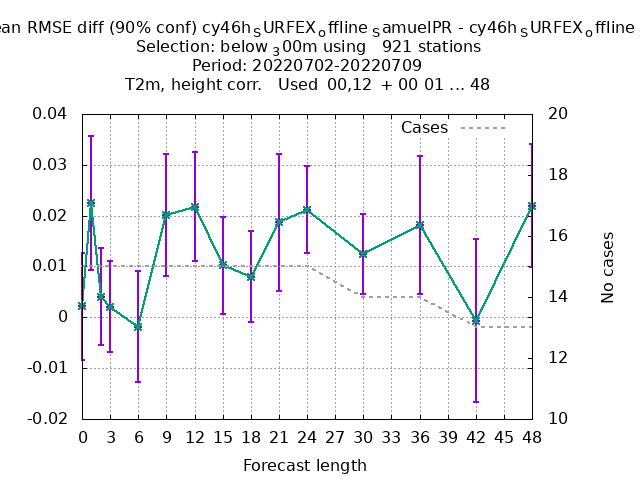 ean RMSE diff (90% conf) cy46h_SURFEX_offline_SamuelPR - cy46h_SURFEX_offline
Selection: below_300m using   921 stations
Period: 20220702-20220709
T2m, height corr.   Used  00,12  + 00 01 ... 48
Cases
0.04
0.03
0.02
0.01
0
-0.01
-0.02
20
18
16
14
12
10
No cases
0 3 6 9 12 15 18 21 24 27 30 33 36 39 42 45 48
Forecast length